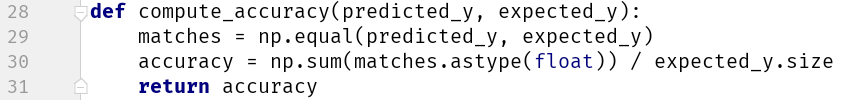 28 def compute_accuracy(predicted_y, expected_y):
29     matches = np.equal(predicted_y, expected_y)
30     accuracy = np.sum(matches.astype(float)) / expected_y.size
31     return accuracy